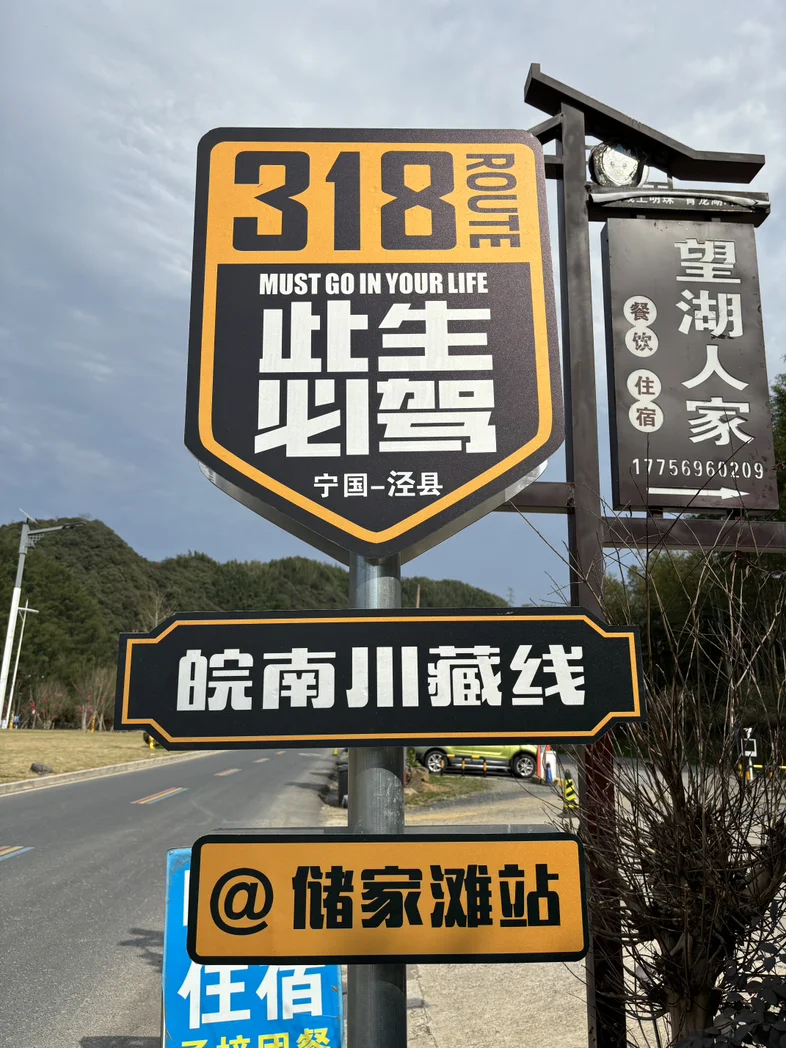 318 ROUTE
MUST GO IN YOUR LIFE
此生
必驾
宁国-泾县
皖南川藏线
@储家滩站
望湖人家
餐饮
住宿
17756960209
住宿